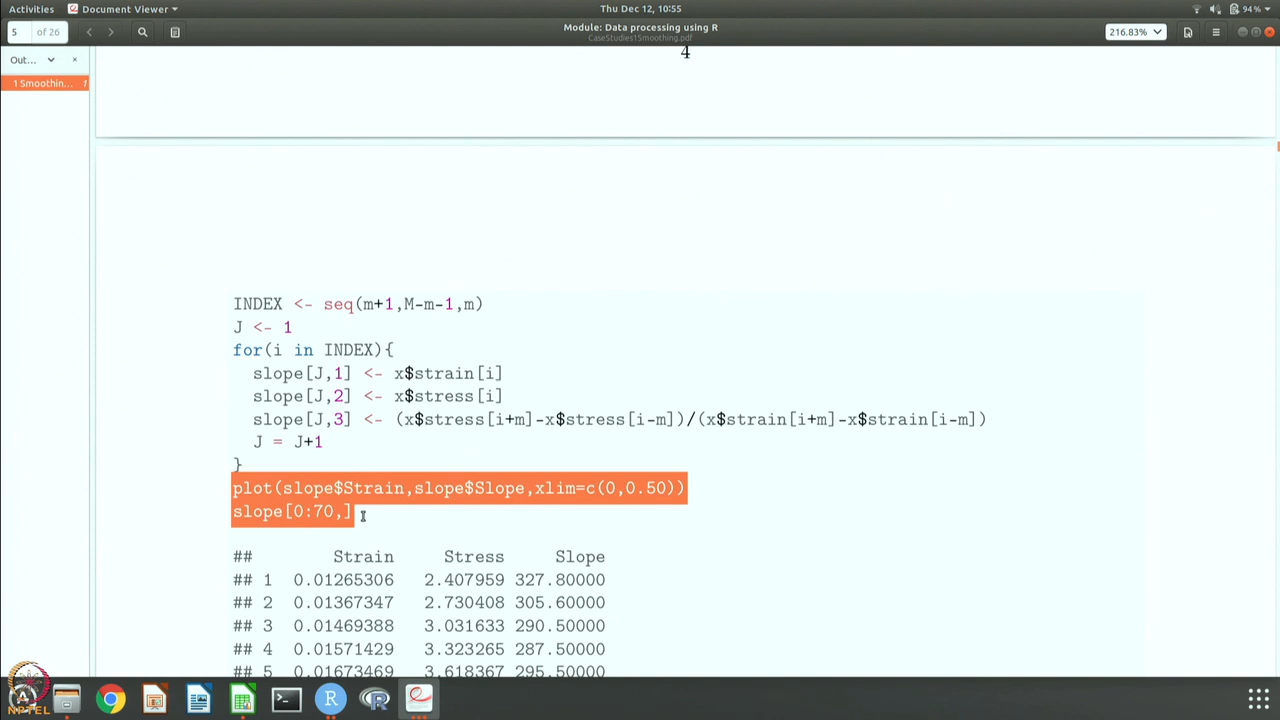 Activities
Document Viewer
Thu Dec 12, 10:55
94%
5
of 26
Module: Data processing using R
CaseStudies1Smoothing.pdf
216.83%
Out...
1 Smoothin...
4
INDEX <- seq(m+1,M-m-1,m)
J <- 1
for(i in INDEX){
slope[J,1] <- x$strain[i]
slope[J,2] <- x$stress[i]
slope[J,3] <- (x$stress[i+m]-x$stress[i-m])/(x$strain[i+m]-x$strain[i-m])
J = J+1
}
plot(slope$Strain,slope$Slope,xlim=c(0,0.50))
slope[0:70,]
## Strain Stress Slope
## 1 0.01265306 2.407959 327.80000
## 2 0.01367347 2.730408 305.60000
## 3 0.01469388 3.031633 290.50000
## 4 0.01571429 3.323265 287.50000
## 5 0.01673469 3.618367 295.50000
NPTEL